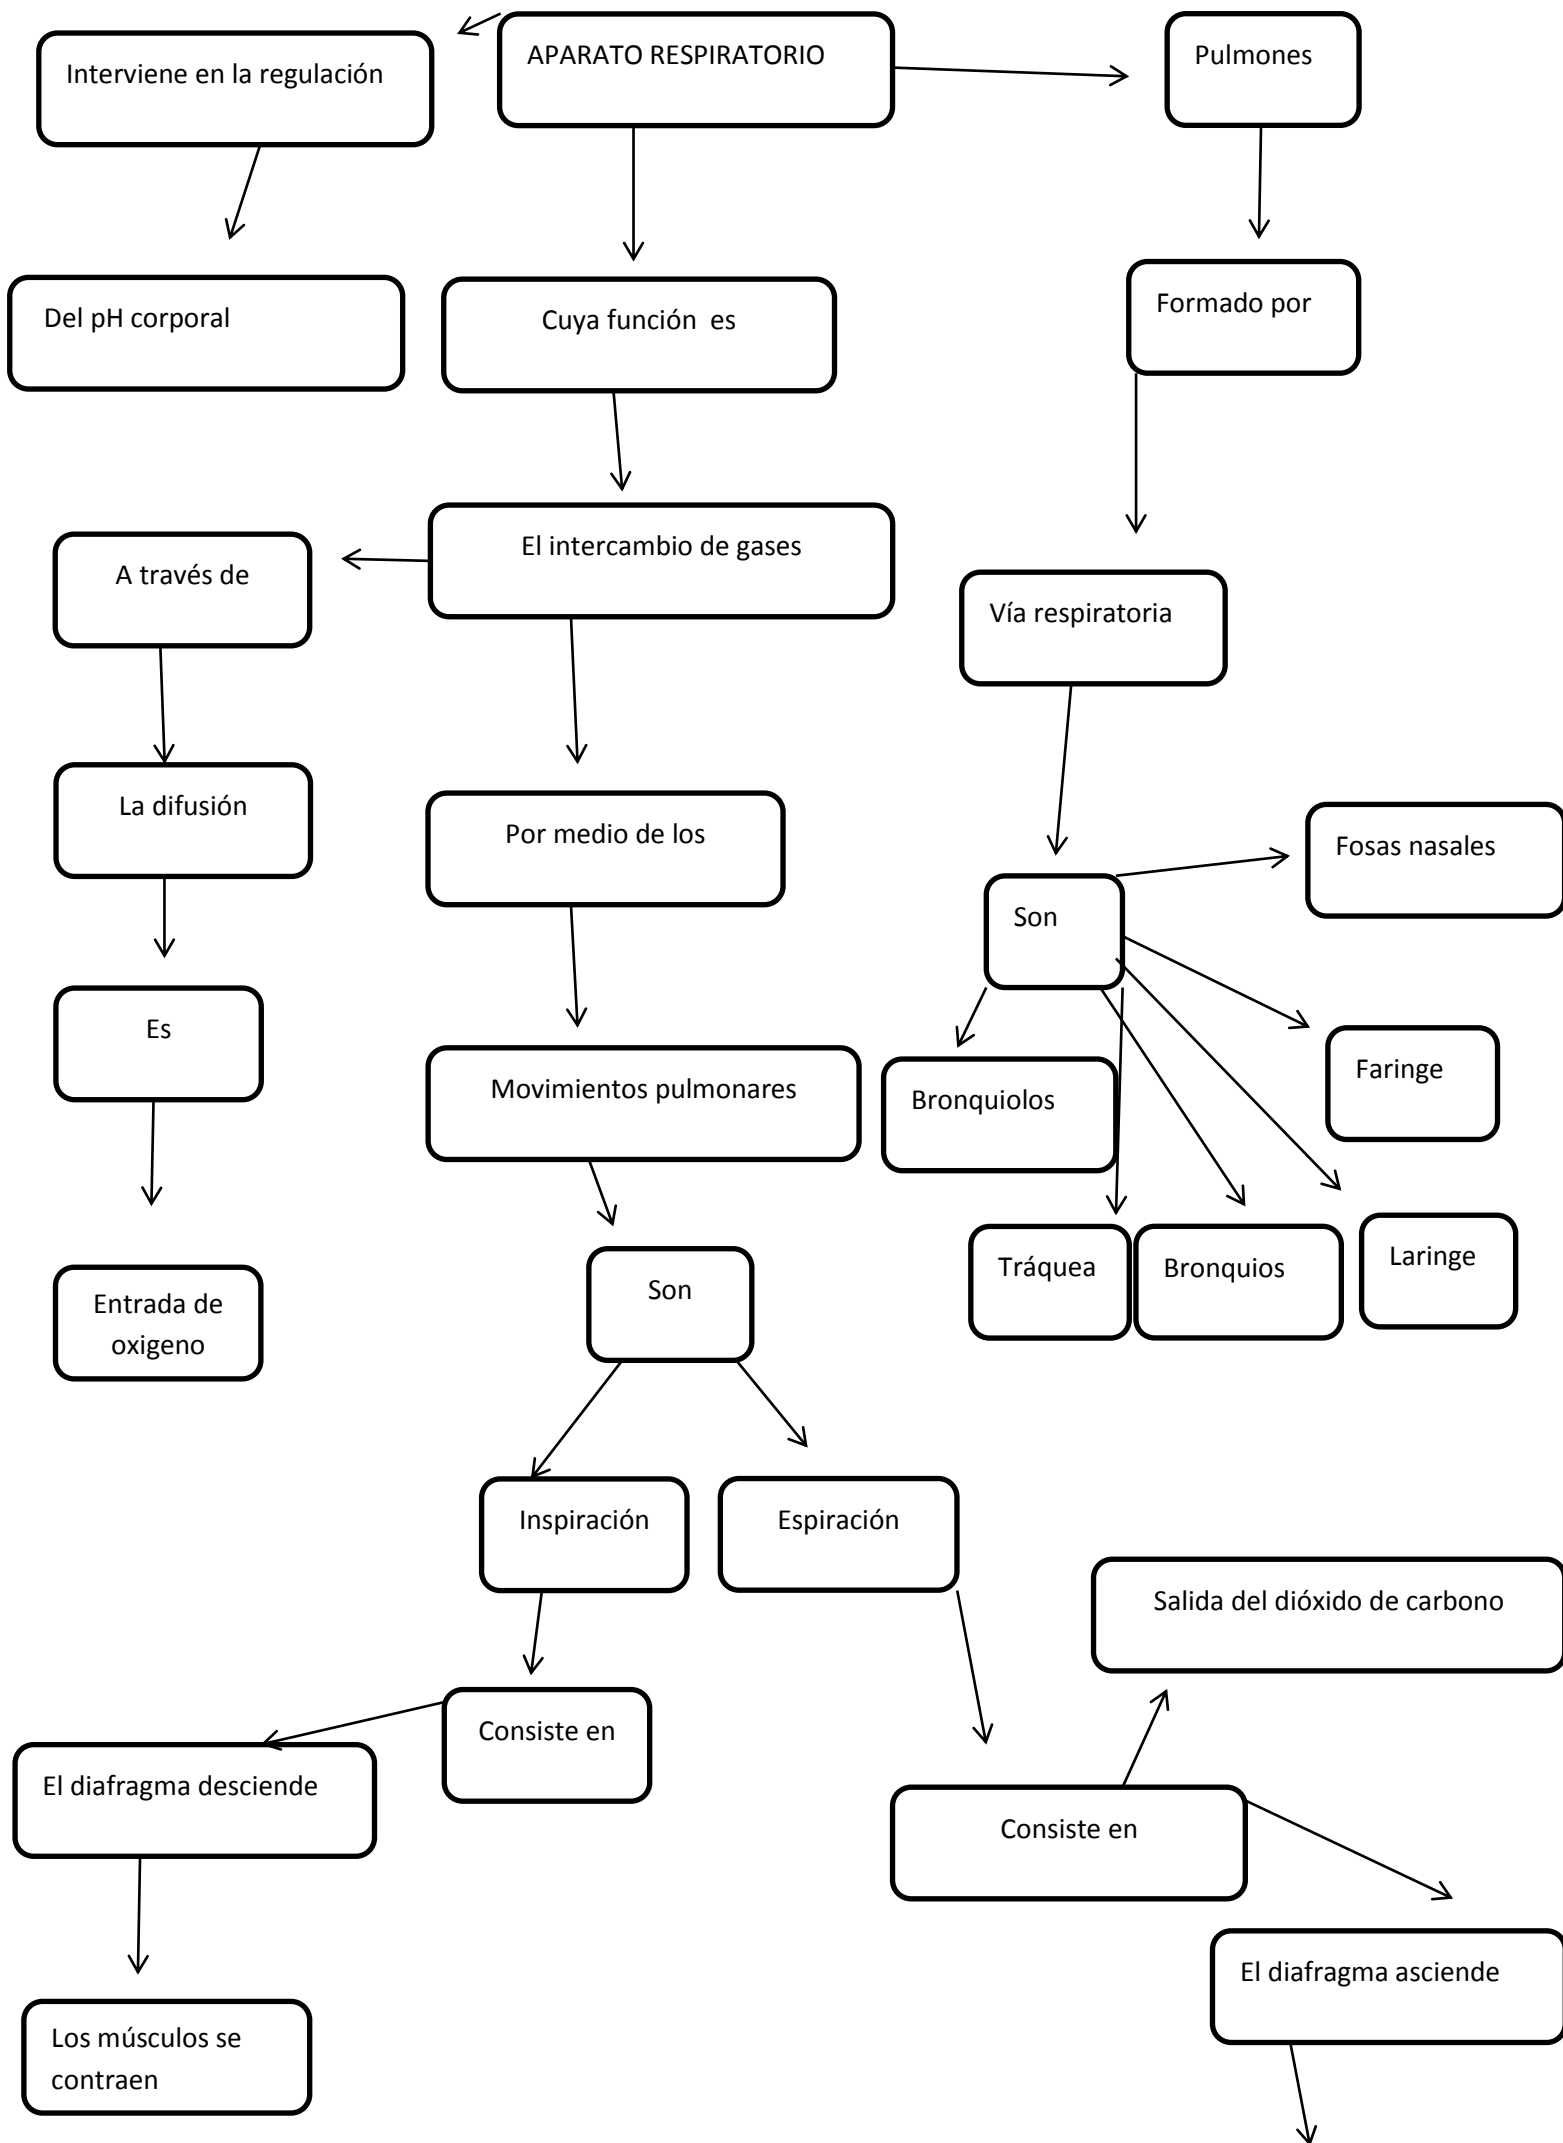 APARATO RESPIRATORIO
Interviene en la regulación
Pulmones
Del pH corporal
Cuya función  es
Formado por
El intercambio de gases
A través de
Vía respiratoria
La difusión
Por medio de los
Fosas nasales
Son
Es
Movimientos pulmonares
Bronquiolos
Faringe
Tráquea
Bronquios
Laringe
Entrada de
oxigeno
Son
Inspiración
Espiración
Salida del dióxido de carbono
Consiste en
El diafragma desciende
Consiste en
El diafragma asciende
Los músculos se
contraen